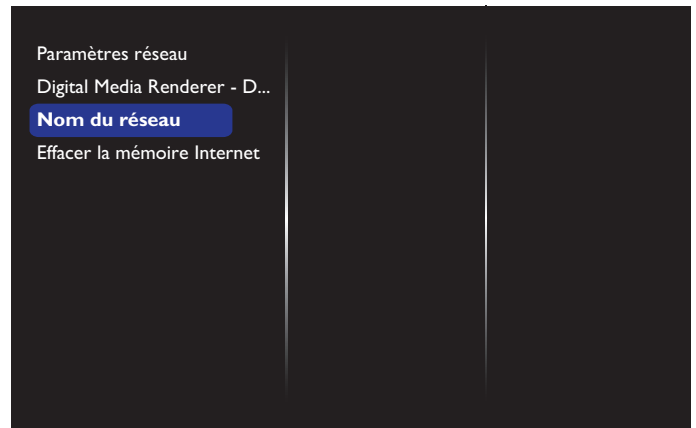 Paramètres réseau
Digital Media Renderer - D...
Nom du réseau
Effacer la mémoire Internet